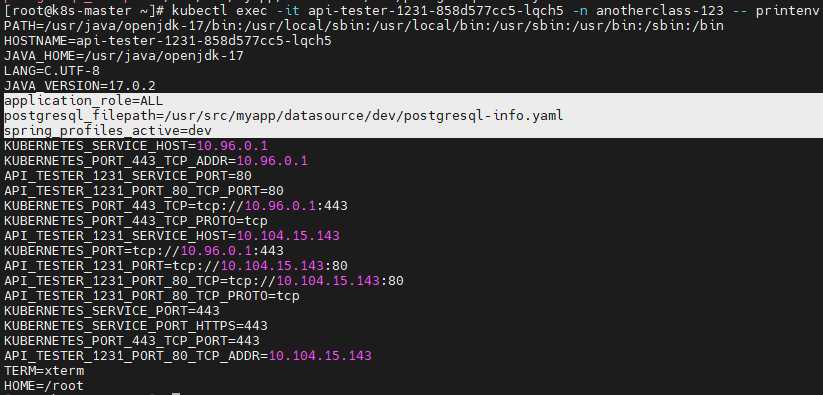 [root@k8s-master ~]# kubectl exec -it api-tester-1231-858d577cc5-lqch5 -n anotherclass-123 -- printenv
PATH=/usr/java/openjdk-17/bin:/usr/local/sbin:/usr/local/bin:/usr/sbin:/usr/bin:/sbin:/bin
HOSTNAME=api-tester-1231-858d577cc5-lqch5
JAVA_HOME=/usr/java/openjdk-17
LANG=C.UTF-8
JAVA_VERSION=17.0.2
application_role=ALL
postgresql_filepath=/usr/src/myapp/datasource/dev/postgresql-info.yaml
spring_profiles_active=dev
KUBERNETES_SERVICE_HOST=10.96.0.1
KUBERNETES_PORT_443_TCP_ADDR=10.96.0.1
API_TESTER_1231_SERVICE_PORT=80
API_TESTER_1231_PORT_80_TCP_PORT=80
KUBERNETES_PORT_443_TCP=tcp://10.96.0.1:443
KUBERNETES_PORT_443_TCP_PROTO=tcp
API_TESTER_1231_SERVICE_HOST=10.104.15.143
KUBERNETES_PORT=tcp://10.96.0.1:443
API_TESTER_1231_PORT=tcp://10.104.15.143:80
API_TESTER_1231_PORT_80_TCP=tcp://10.104.15.143:80
API_TESTER_1231_PORT_80_TCP_PROTO=tcp
KUBERNETES_SERVICE_PORT=443
KUBERNETES_SERVICE_PORT_HTTPS=443
KUBERNETES_PORT_443_TCP_PORT=443
API_TESTER_1231_PORT_80_TCP_ADDR=10.104.15.143
TERM=xterm
HOME=/root